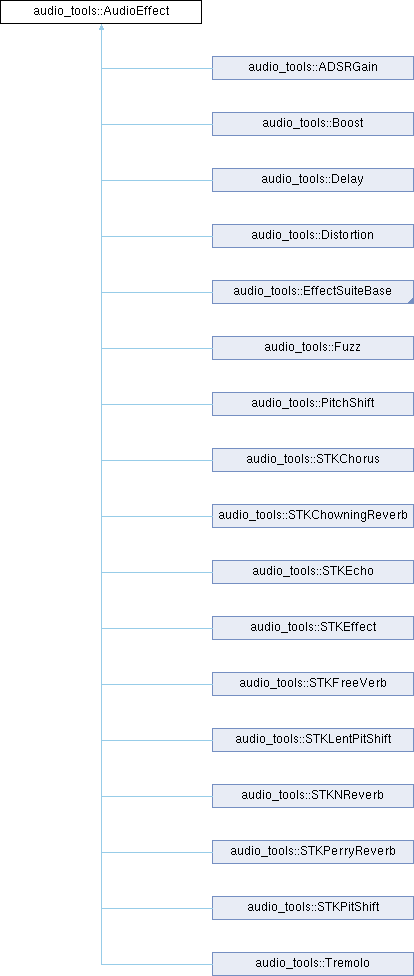 audio_tools::AudioEffect
audio_tools::ADSRGain
audio_tools::Boost
audio_tools::Delay
audio_tools::Distortion
audio_tools::EffectSuiteBase
audio_tools::Fuzz
audio_tools::PitchShift
audio_tools::STKChorus
audio_tools::STKChowningReverb
audio_tools::STKEcho
audio_tools::STKEffect
audio_tools::STKFreeVerb
audio_tools::STKLentPitShift
audio_tools::STKNReverb
audio_tools::STKPerryReverb
audio_tools::STKPitShift
audio_tools::Tremolo